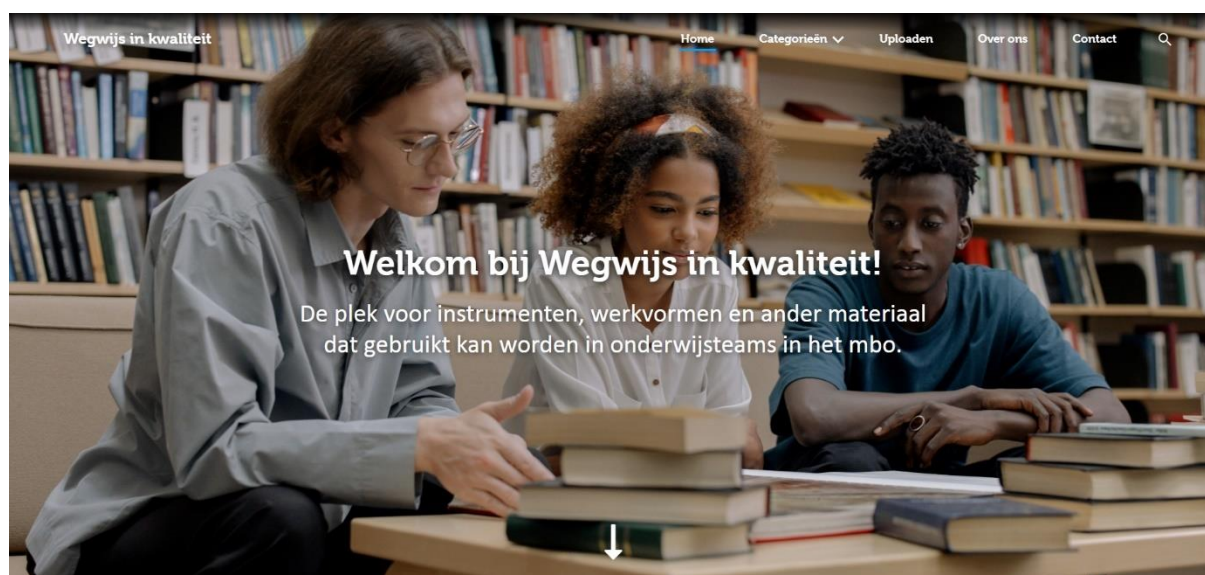 Wegwijs in kwaliteit
Home Categorieën Uploaden Over ons Contact
Welkom bij Wegwijs in kwaliteit!
De plek voor instrumenten, werkvormen en ander materiaal
dat gebruikt kan worden in onderwijsteams in het mbo.